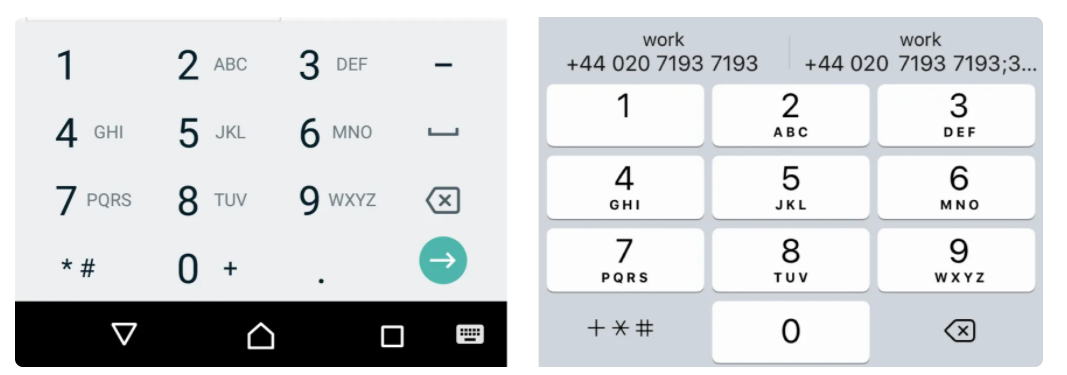 1 2 ABC 3 DEF -
4 GHI 5 JKL 6 MNO
7 PQRS 8 TUV 9 WXYZ
* # 0 + .
work work
+44 020 7193 7193 +44 020 7193 7193;3...
1 2 3
ABC DEF
4 5 6
GHI JKL MNO
7 8 9
PQRS TUV WXYZ
+*# 0